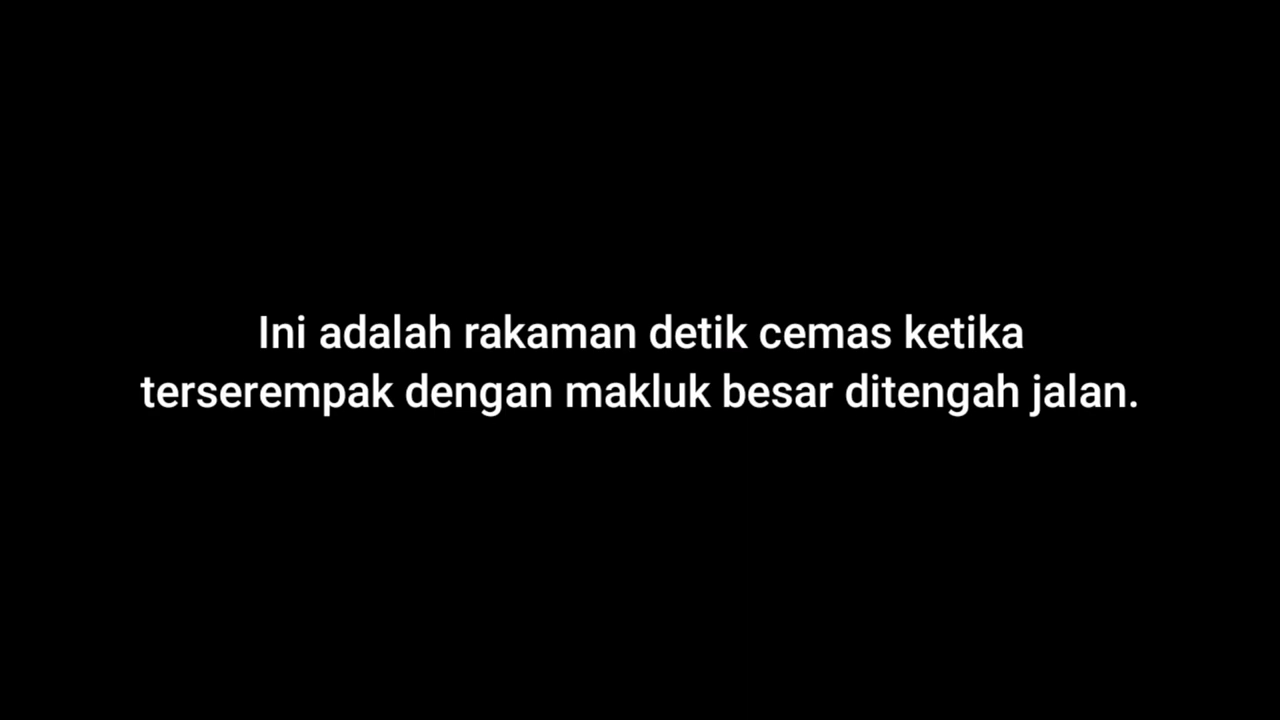 Ini adalah rakaman detik cemas ketika
terserempak dengan makluk besar ditengah jalan.